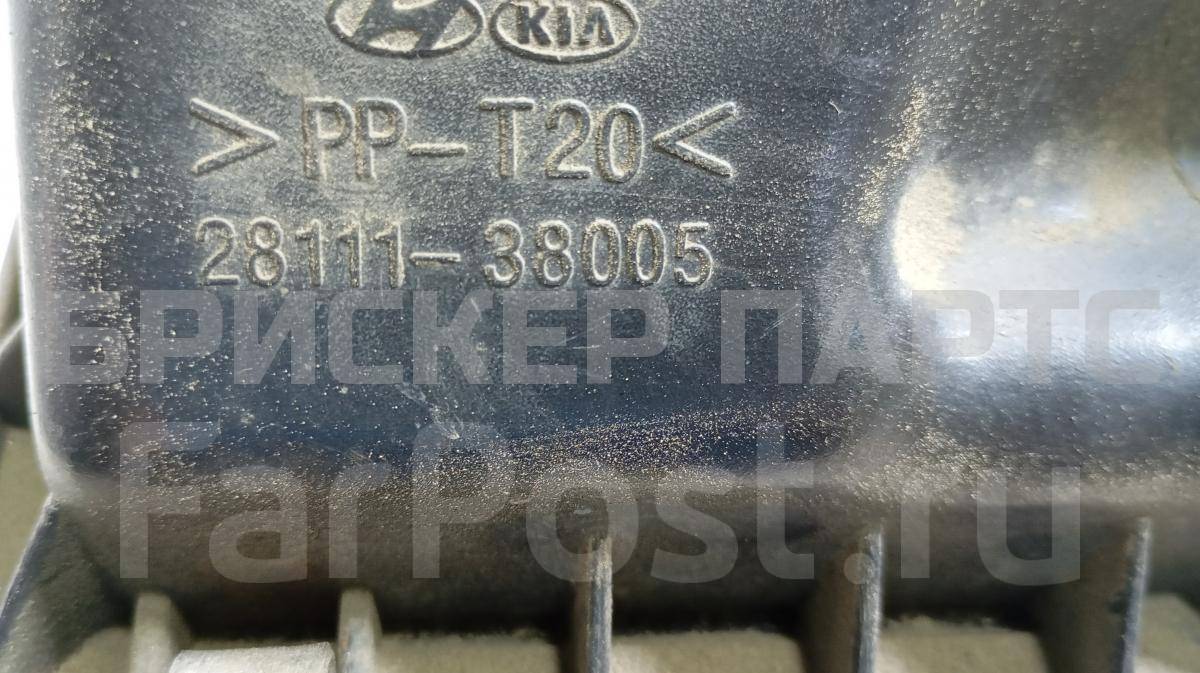 KIA
>PP-T20<
28111-38005
БРИСКЕР ПАРТС
FarPost.ru